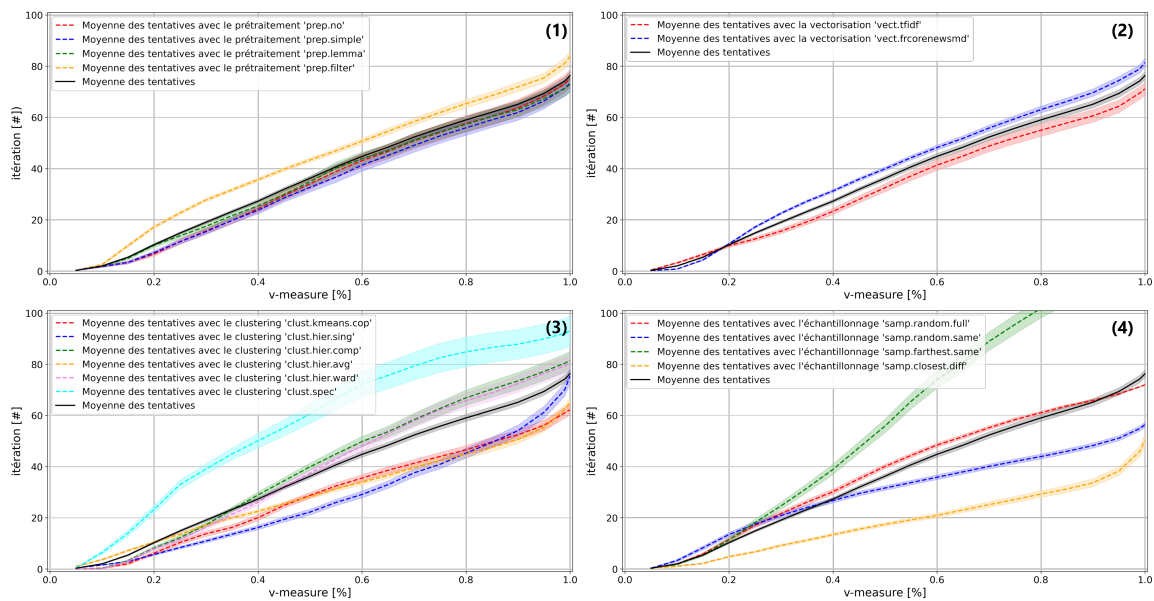 (1)
Moyenne des tentatives avec le prétraitement 'prep.no'
Moyenne des tentatives avec le prétraitement 'prep.simple'
Moyenne des tentatives avec le prétraitement 'prep.lemma'
Moyenne des tentatives avec le prétraitement 'prep.filter'
Moyenne des tentatives
100
80
60
40
20
0
itération [#])
0.0 0.2 0.4 0.6 0.8 1.0
v-measure [%]
(2)
Moyenne des tentatives avec la vectorisation 'vect.tfidf'
Moyenne des tentatives avec la vectorisation 'vect.frcorenewsmd'
Moyenne des tentatives
100
80
60
40
20
0
itération [#]
0.0 0.2 0.4 0.6 0.8 1.0
v-measure [%]
(3)
Moyenne des tentatives avec le clustering 'clust.kmeans.cop'
Moyenne des tentatives avec le clustering 'clust.hier.sing'
Moyenne des tentatives avec le clustering 'clust.hier.comp'
Moyenne des tentatives avec le clustering 'clust.hier.avg'
Moyenne des tentatives avec le clustering 'clust.hier.ward'
Moyenne des tentatives avec le clustering 'clust.spec'
Moyenne des tentatives
100
80
60
40
20
0
itération [#]
0.0 0.2 0.4 0.6 0.8 1.0
v-measure [%]
(4)
Moyenne des tentatives avec l'échantillonnage 'samp.random.full'
Moyenne des tentatives avec l'échantillonnage 'samp.random.same'
Moyenne des tentatives avec l'échantillonnage 'samp.farthest.same'
Moyenne des tentatives avec l'échantillonnage 'samp.closest.diff'
Moyenne des tentatives
100
80
60
40
20
0
itération [#]
0.0 0.2 0.4 0.6 0.8 1.0
v-measure [%]